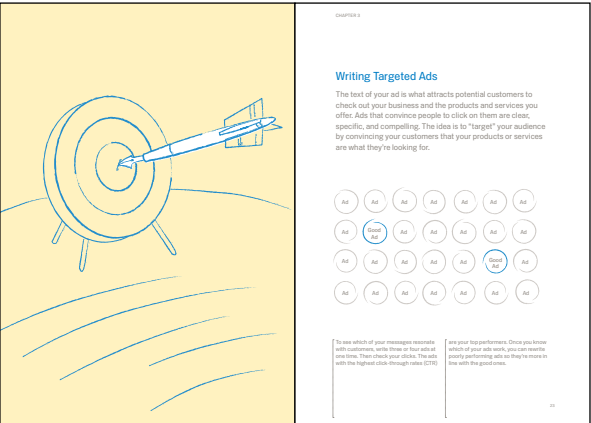 CHAPTER 5
Writing Targeted Ads
The text of your ad is what attracts potential customers to
check out your business and the products and services you
offer. Ads that convince people to click on them are clear,
specific, and compelling. The idea is to "target" your audience
by convincing your customers that your products or services
are what they're looking for.
Ad Ad Ad Ad Ad Ad Ad
Ad Good Ad Ad Ad Ad Ad Ad
Ad Ad Ad Ad Ad Good Ad Ad
Ad Ad Ad Ad Ad Ad Ad
To see which of your messages resonate
with customers, write three or four ads at
one time. Then check your clicks. The ads
with the highest click-through rates (CTR)
are your top performers. Once you know
which of your ads work, you can rewrite
poorly performing ads so they're more in
line with the good ones.